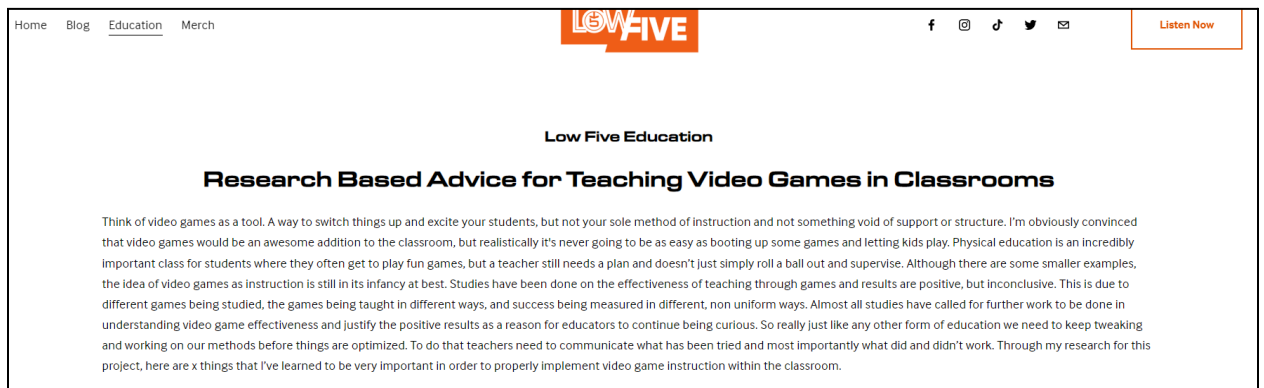 Home Blog Education Merch LOW FIVE Listen Now
Low Five Education
Research Based Advice for Teaching Video Games in Classrooms
Think of video games as a tool. A way to switch things up and excite your students, but not your sole method of instruction and not something void of support or structure. I'm obviously convinced
that video games would be an awesome addition to the classroom, but realistically it's never going to be as easy as booting up some games and letting kids play. Physical education is an incredibly
important class for students where they often get to play fun games, but a teacher still needs a plan and doesn't just simply roll a ball out and supervise. Although there are some smaller examples,
the idea of video games as instruction is still in its infancy at best. Studies have been done on the effectiveness of teaching through games and results are positive, but inconclusive. This is due to
different games being studied, the games being taught in different ways, and success being measured in different, non uniform ways. Almost all studies have called for further work to be done in
understanding video game effectiveness and justify the positive results as a reason for educators to continue being curious. So really just like any other form of education we need to keep tweaking
and working on our methods before things are optimized. To do that teachers need to communicate what has been tried and most importantly what did and didn't work. Through my research for this
project, here are x things that I've learned to be very important in order to properly implement video game instruction within the classroom.